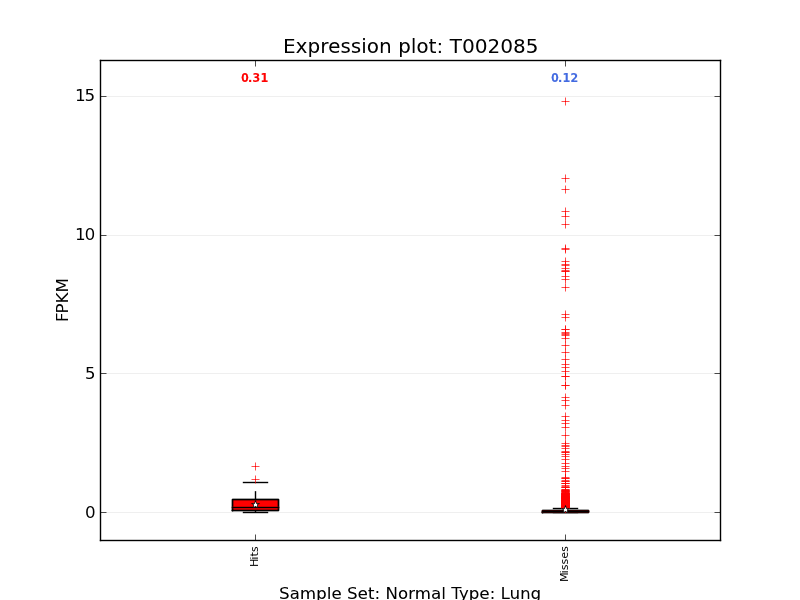 Expression plot: T002085
0.31
0.12
15
10
5
0
FPKM
Hits
Misses
Sample Set: Normal Type: Lung